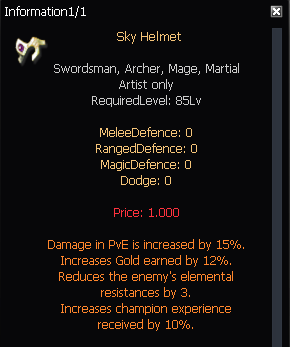 Information1/1
Sky Helmet
Swordsman, Archer, Mage, Martial
Artist only
RequiredLevel: 85Lv
MeleeDefence: 0
RangedDefence: 0
MagicDefence: 0
Dodge: 0
Price: 1.000
Damage in PvE is increased by 15%.
Increases Gold earned by 12%.
Reduces the enemy's elemental
resistances by 3.
Increases champion experience
received by 10%.